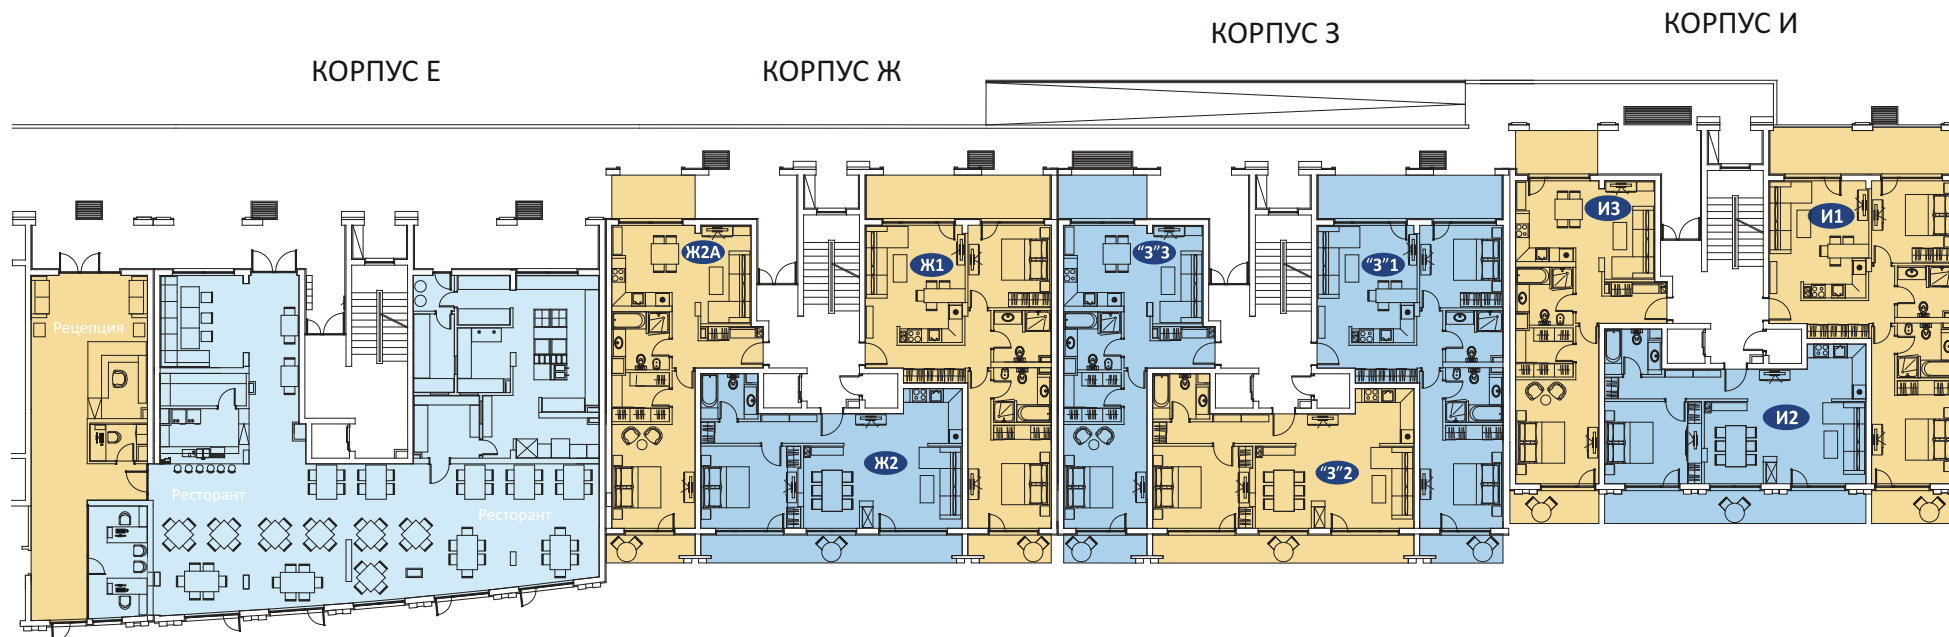 КОРПУС Е
КОРПУС Ж
КОРПУС З
КОРПУС И
Ж2А
Ж1
"З"3
"З"1
И3
И1
Рецепция
Ж2
"З"2
И2
Ресторант
Ресторант